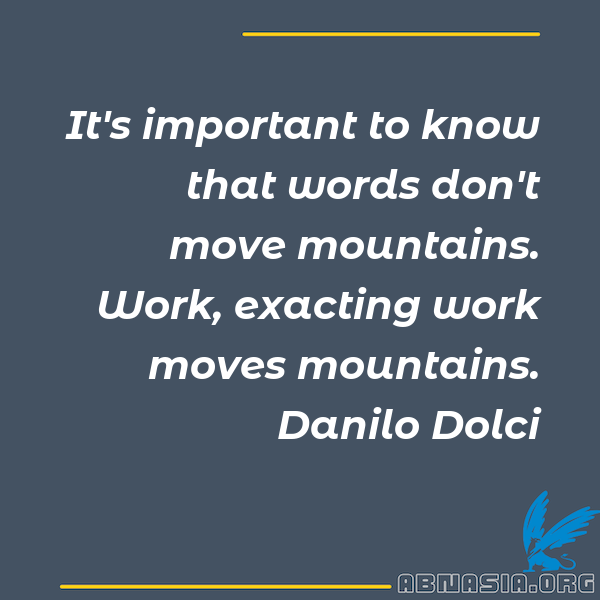 It's important to know
that words don't
move mountains.
Work, exacting work
moves mountains.
Danilo Dolci
ABNASIA.ORG